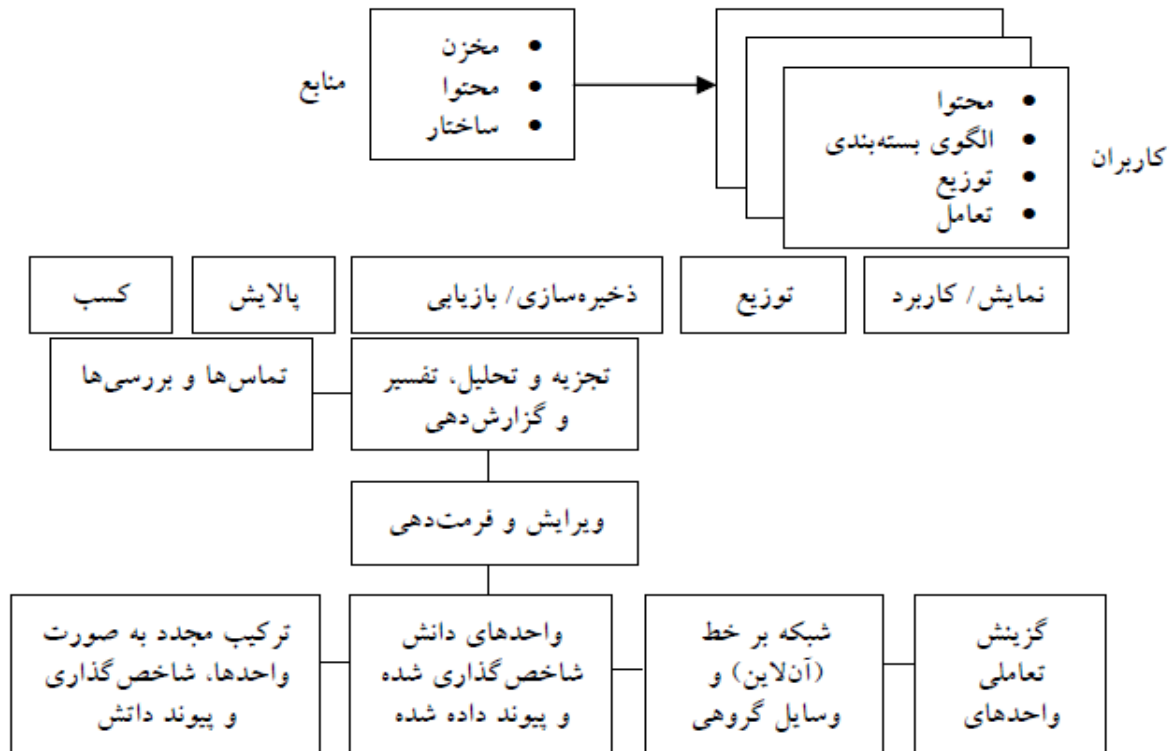 منابع
مخزن
محتوا
ساختار
محتوا
الگوی بسته‌بندی
توزیع
تعامل
کاربران
نمایش/ کاربرد
توزیع
ذخیره‌سازی/ بازیابی
پالایش
کسب
تجزیه و تحلیل، تفسیر
و گزارش‌دهی
تماس‌ها و بررسی‌ها
ویرایش و فرمت‌دهی
گزینش
تعاملی
واحدهای
شبکه بر خط
(آن‌لاین) و
وسایل گروهی
واحدهای دانش
شاخص‌گذاری شده
و پیوند داده شده
ترکیب مجدد به صورت
واحدها، شاخص‌گذاری
و پیوند داتش